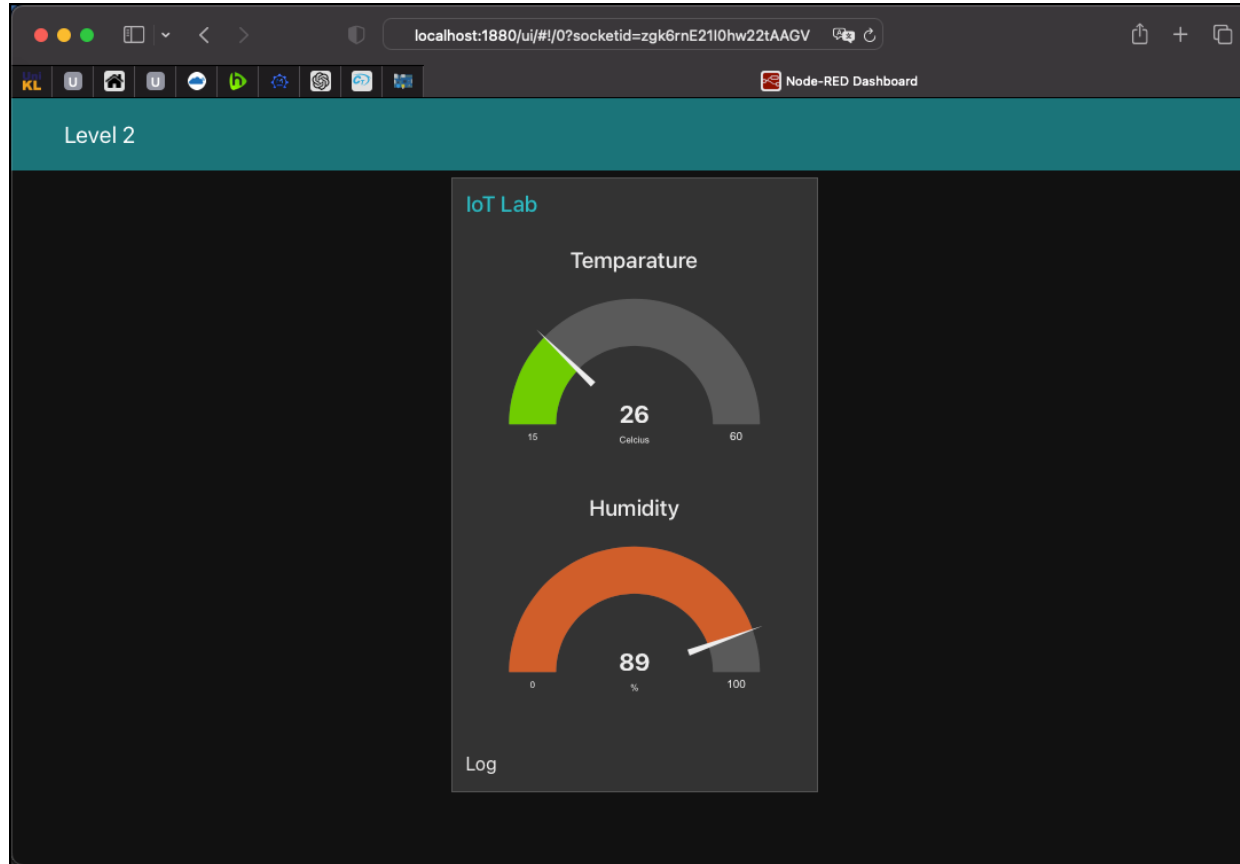 localhost:1880/ui/#!/0?socketid=zgk6rnE21I0hw22tAAGV
KL U U Node-RED Dashboard
Level 2
IoT Lab
Temparature
26
15 Celcius 60
Humidity
89
0 % 100
Log